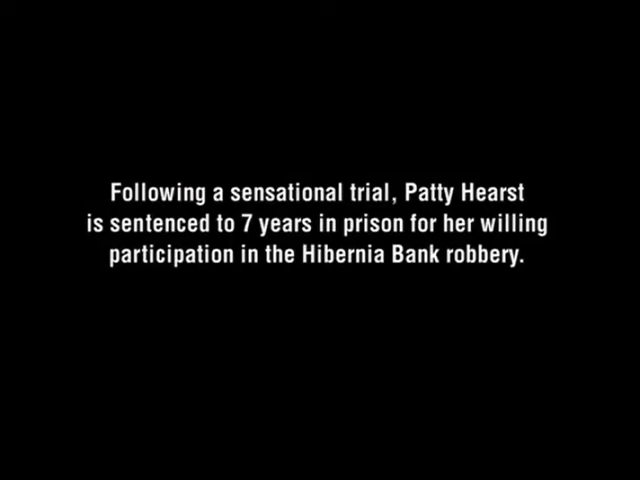 Following a sensational trial, Patty Hearst
is sentenced to 7 years in prison for her willing
participation in the Hibernia Bank robbery.